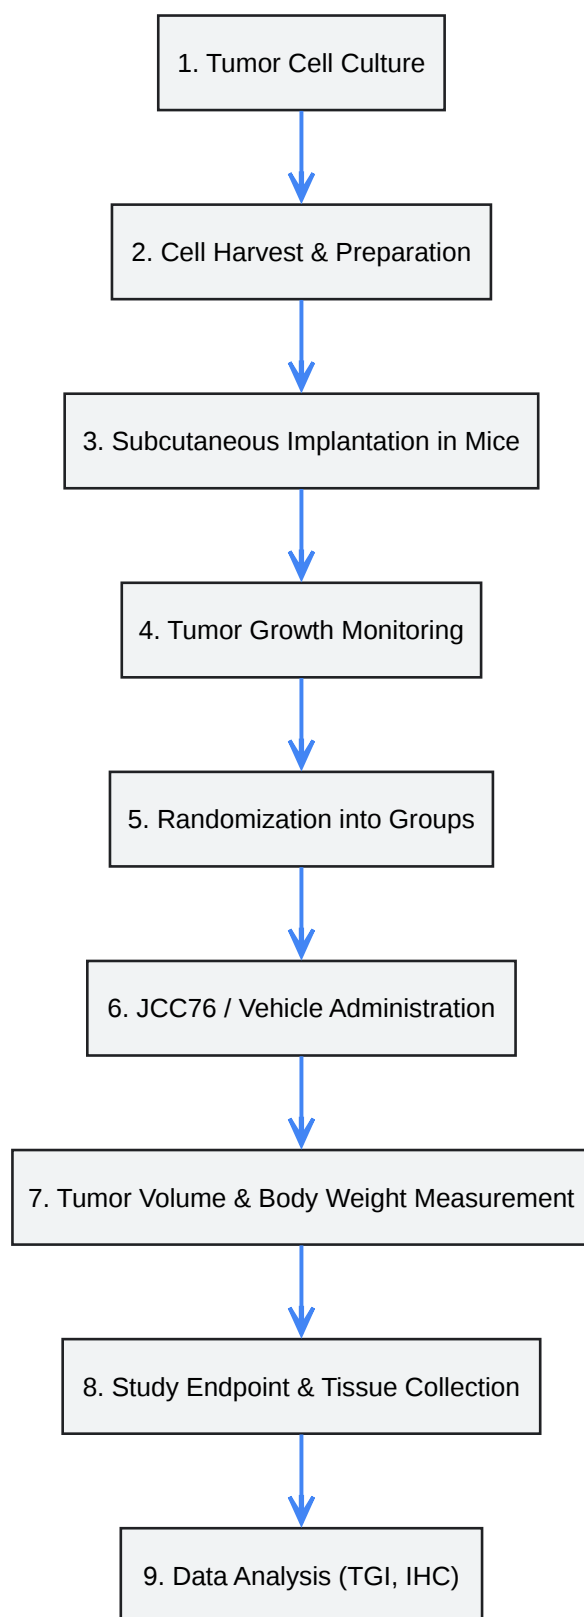 1. Tumor Cell Culture
2. Cell Harvest & Preparation
3. Subcutaneous Implantation in Mice
4. Tumor Growth Monitoring
5. Randomization into Groups
6. JCC76 / Vehicle Administration
7. Tumor Volume & Body Weight Measurement
8. Study Endpoint & Tissue Collection
9. Data Analysis (TGI, IHC)